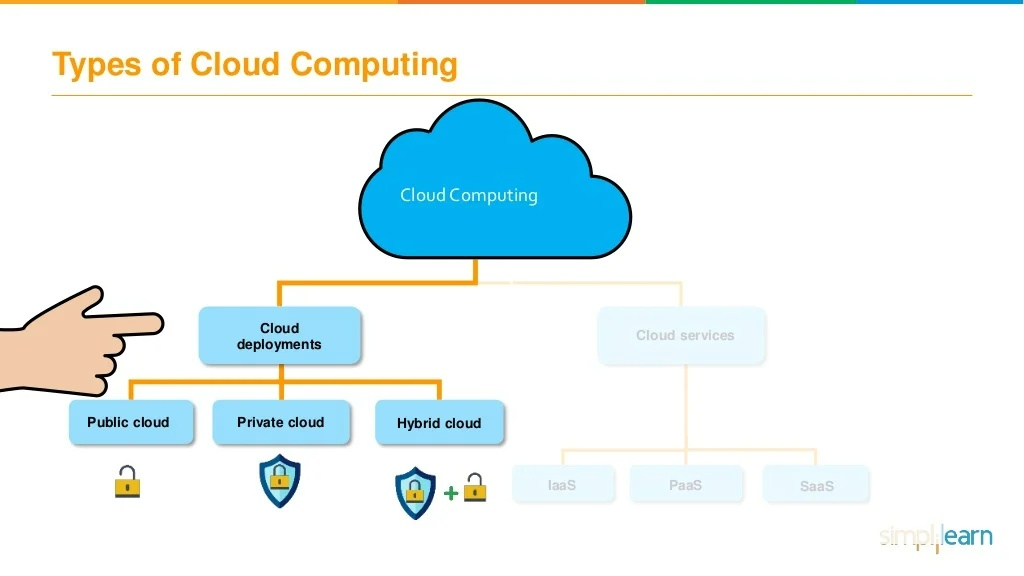 Types of Cloud Computing
Cloud Computing
Cloud
deployments
Cloud services
Public cloud
Private cloud
Hybrid cloud
IaaS
PaaS
SaaS
simplilearn